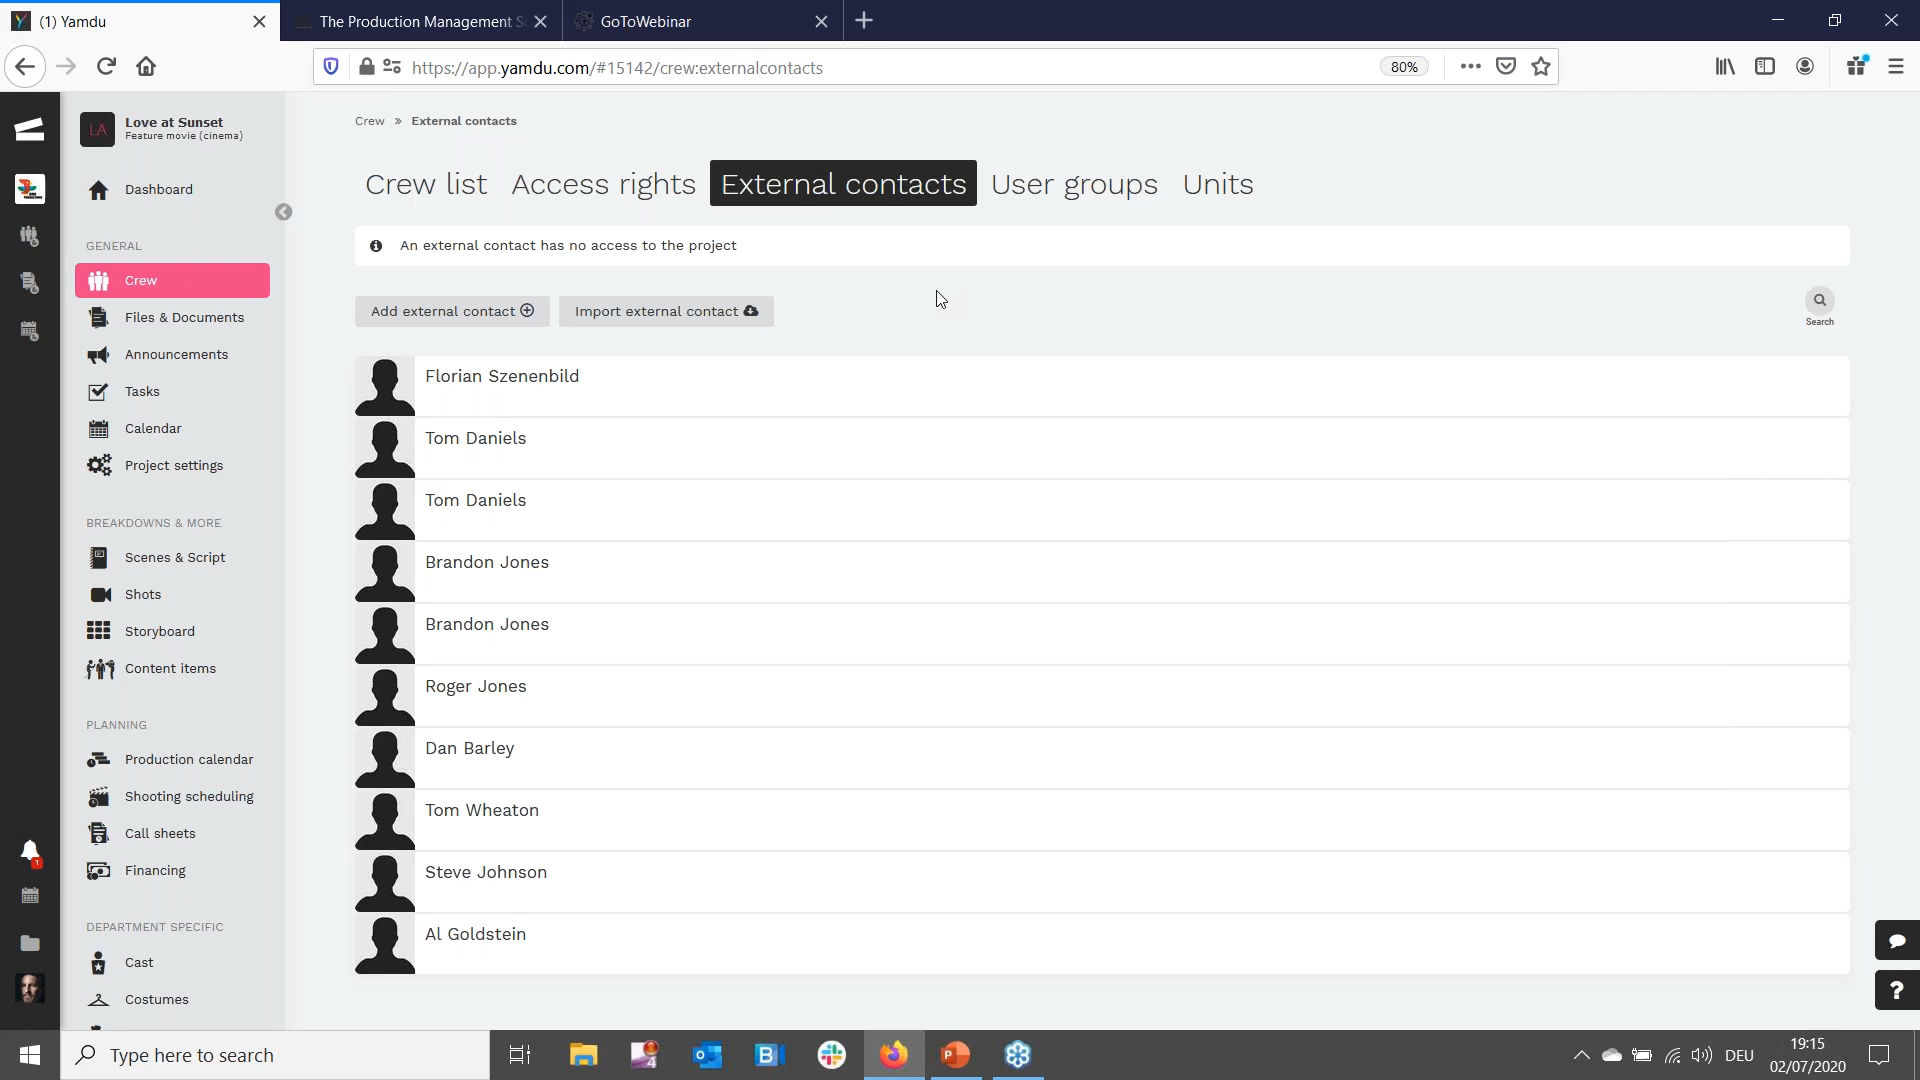 (1) Yamdu
The Production Management S
GoToWebinar
https://app.yamdu.com/#15142/crew:externalcontacts
80%
LA
Love at Sunset
Feature movie (cinema)
Dashboard
GENERAL
Crew
Files & Documents
Announcements
Tasks
Calendar
Project settings
BREAKDOWNS & MORE
Scenes & Script
Shots
Storyboard
Content items
PLANNING
Production calendar
Shooting scheduling
Call sheets
Financing
DEPARTMENT SPECIFIC
Cast
Costumes
1
Crew » External contacts
Crew list Access rights External contacts User groups Units
An external contact has no access to the project
Add external contact
Import external contact
Search
Florian Szenenbild
Tom Daniels
Tom Daniels
Brandon Jones
Brandon Jones
Roger Jones
Dan Barley
Tom Wheaton
Steve Johnson
Al Goldstein
?
Type here to search
DEU
19:15
02/07/2020